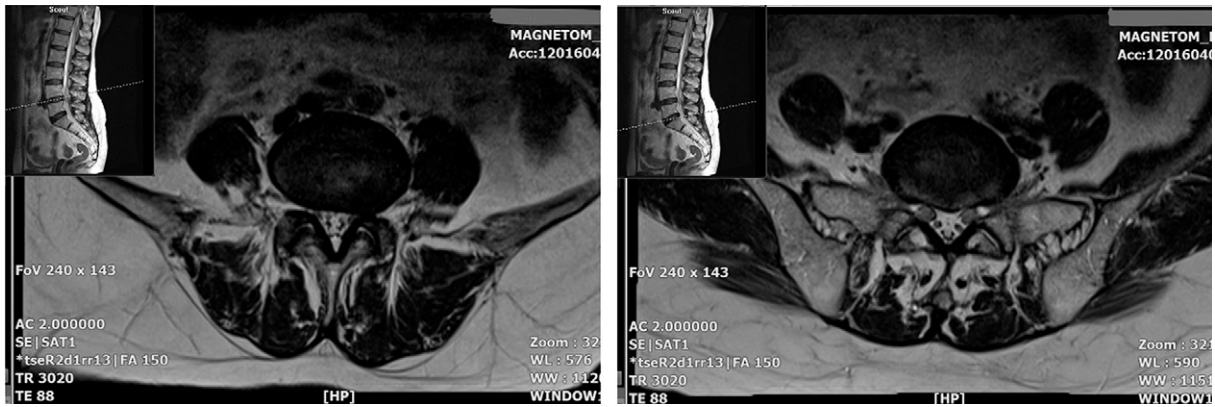 Scout
MAGNETOM_
Acc:1201604
FoV 240 x 143
AC 2.000000
SE|SAT1
*tseR2d1rr13|FA 150
TR 3020
TE 88
[HP]
Zoom : 32
WL : 576
WW : 112
WINDOW1
Scout
MAGNETOM_
Acc:1201604
FoV 240 x 143
AC 2.000000
SE|SAT1
*tseR2d1rr13|FA 150
TR 3020
TE 88
[HP]
Zoom : 321
WL : 590
WW : 1151
WINDOW1